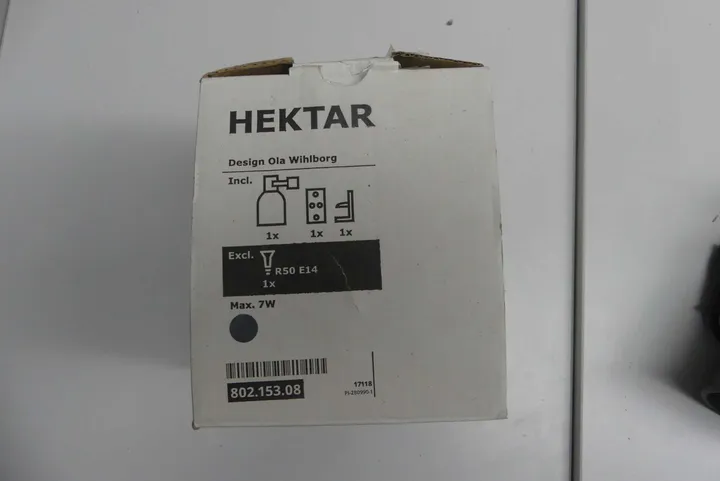 HEKTAR
Design Ola Wihlborg
Incl.
1x 1x 1x
Excl.
R50 E14
1x
Max. 7W
802.153.08
17118